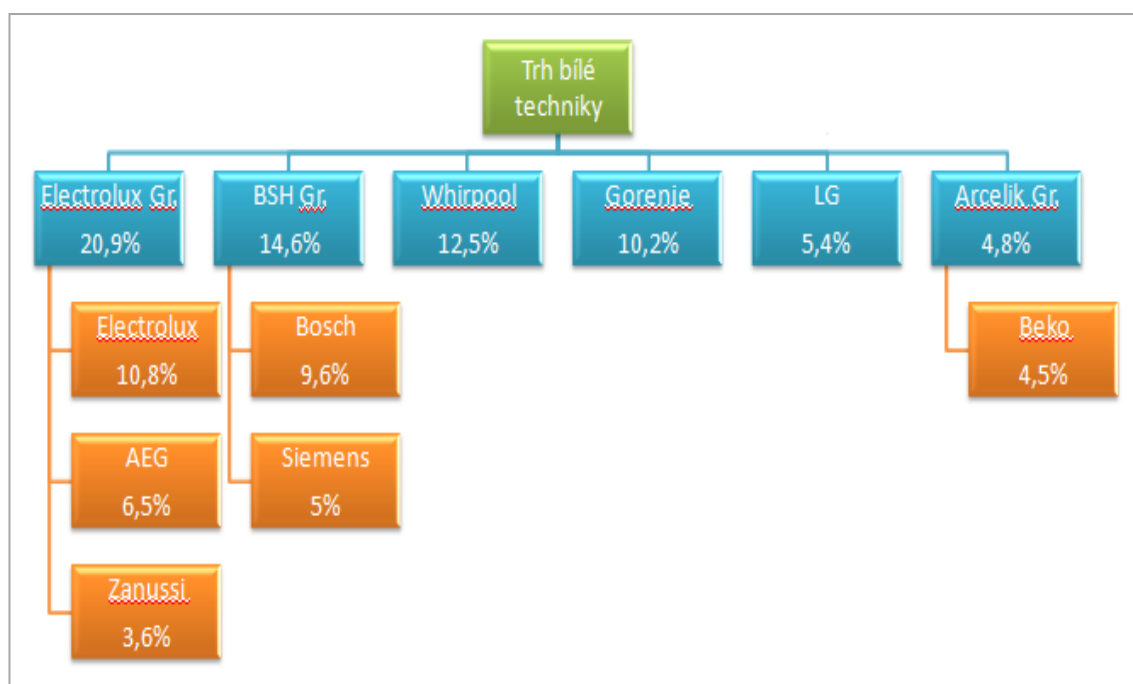 Trh bílé
techniky
Electrolux Gr.
20,9%
BSH Gr.
14,6%
Whirpool
12,5%
Gorenje
10,2%
LG
5,4%
Arcelik Gr.
4,8%
Electrolux
10,8%
Bosch
9,6%
Beko
4,5%
AEG
6,5%
Siemens
5%
Zanussi
3,6%